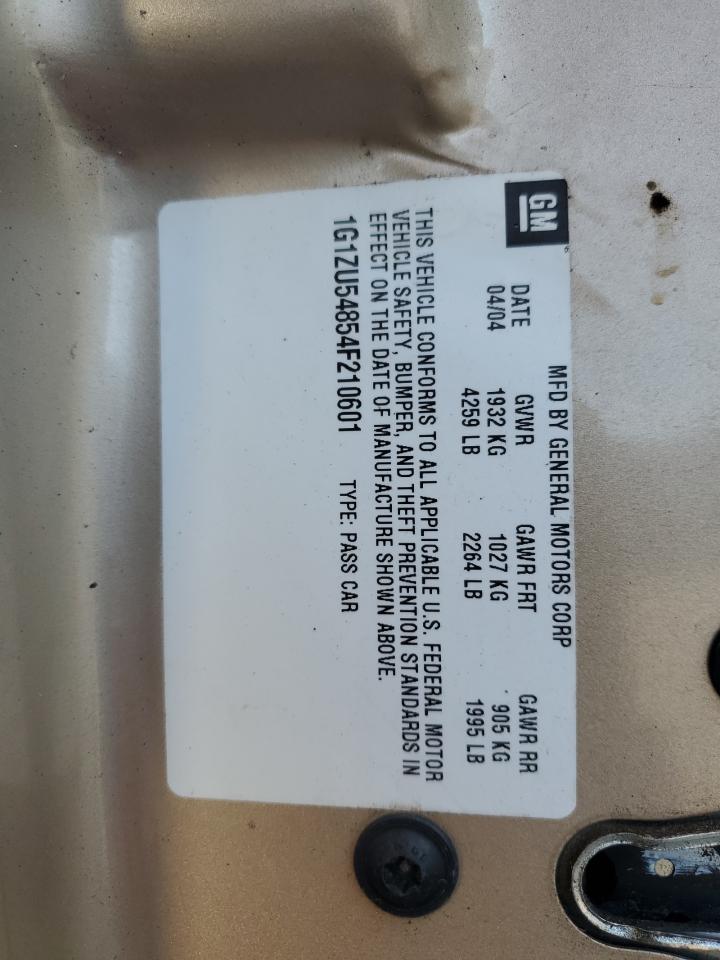 GM
MFD BY GENERAL MOTORS CORP
DATE GVWR GAWR FRT GAWR RR
04/04 1932 KG 1027 KG 905 KG
4259 LB 2264 LB 1995 LB
THIS VEHICLE CONFORMS TO ALL APPLICABLE U.S. FEDERAL MOTOR
VEHICLE SAFETY, BUMPER, AND THEFT PREVENTION STANDARDS IN
EFFECT ON THE DATE OF MANUFACTURE SHOWN ABOVE.
1G1ZU54854F210601 TYPE: PASS CAR